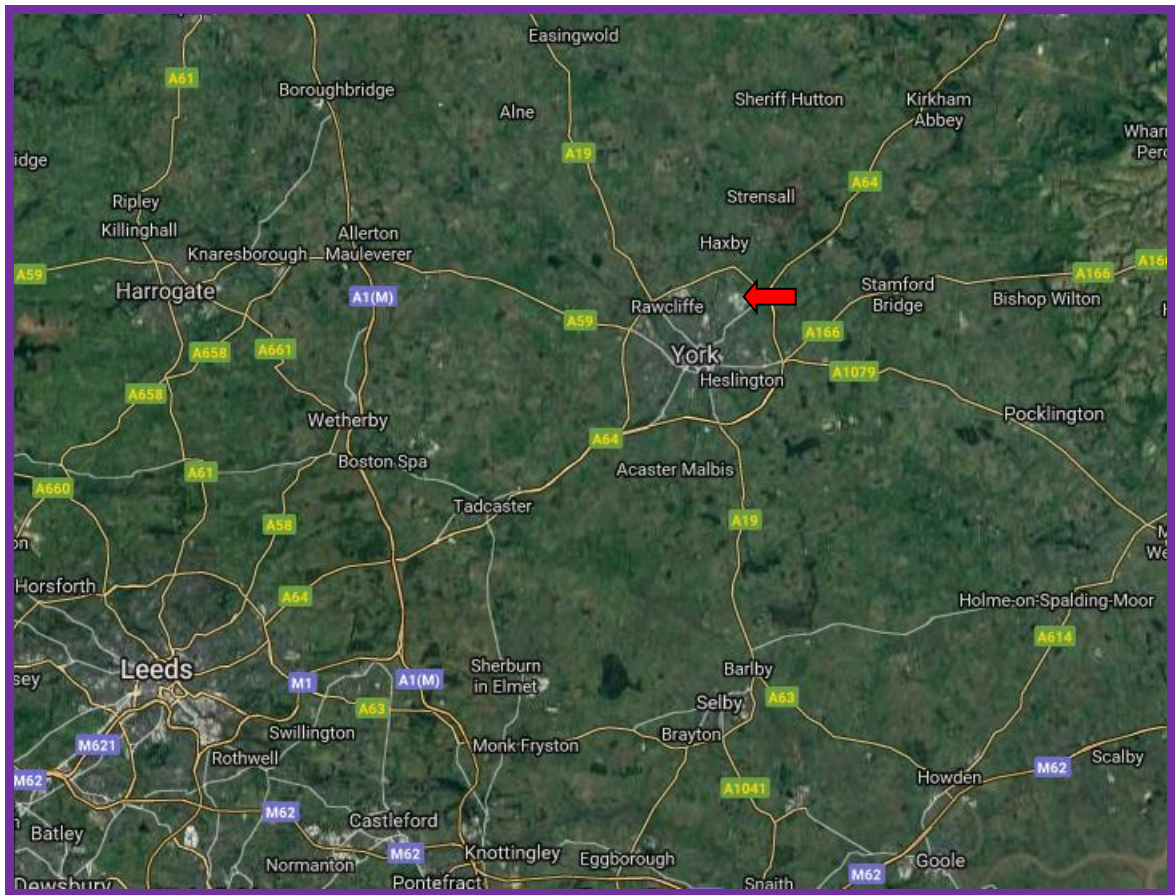 Easingwold
A61
Boroughbridge
Alne
Sheriff Hutton
Kirkham
Abbey
A19
A64
Ripley
Killinghall
Strensall
Allerton
Mauleverer
Haxby
Knaresborough
A59
Harrogate
A1(M)
Rawcliffe
A59
Stamford
Bridge
A166
A166
Bishop Wilton
A658
A661
York
A166
Heslington
A1079
A658
Wetherby
Pocklington
A64
Boston Spa
A61
Acaster Malbis
A660
Tadcaster
A58
A19
Horsforth
A64
Holme-on-Spalding-Moor
A614
Leeds
M1
A1(M)
Sherburn
in Elmet
Barlby
Selby
A63
A63
Swillington
Brayton
M621
Rothwell
Monk Fryston
M62
Howden
M62
Scalby
A1041
M62
Castleford
Batley
M62
Knottingley
Normanton
Eggborough
Goole
M62
Dewsbury
Pontefract
Snaith